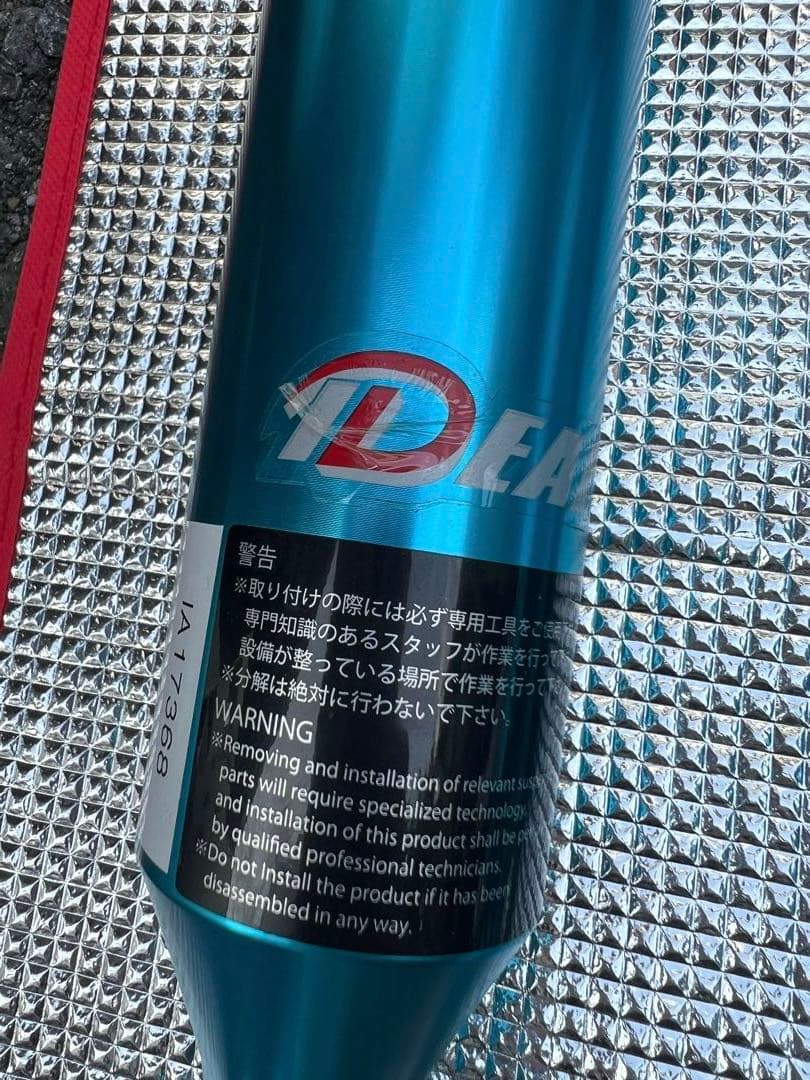 IDEA
警告
※取り付けの際には必ず専用工具をご使用
専門知識のあるスタッフが作業を行って
設備が整っている場所で作業を行って下
※分解は絶対に行わないで下さい。
WARNING
※Removing and installation of relevant
parts will require specialized technology,
and installation of this product shall be
by qualified professional technicians.
※Do not Install the product if it has been
disassembled in any way.
IA17368